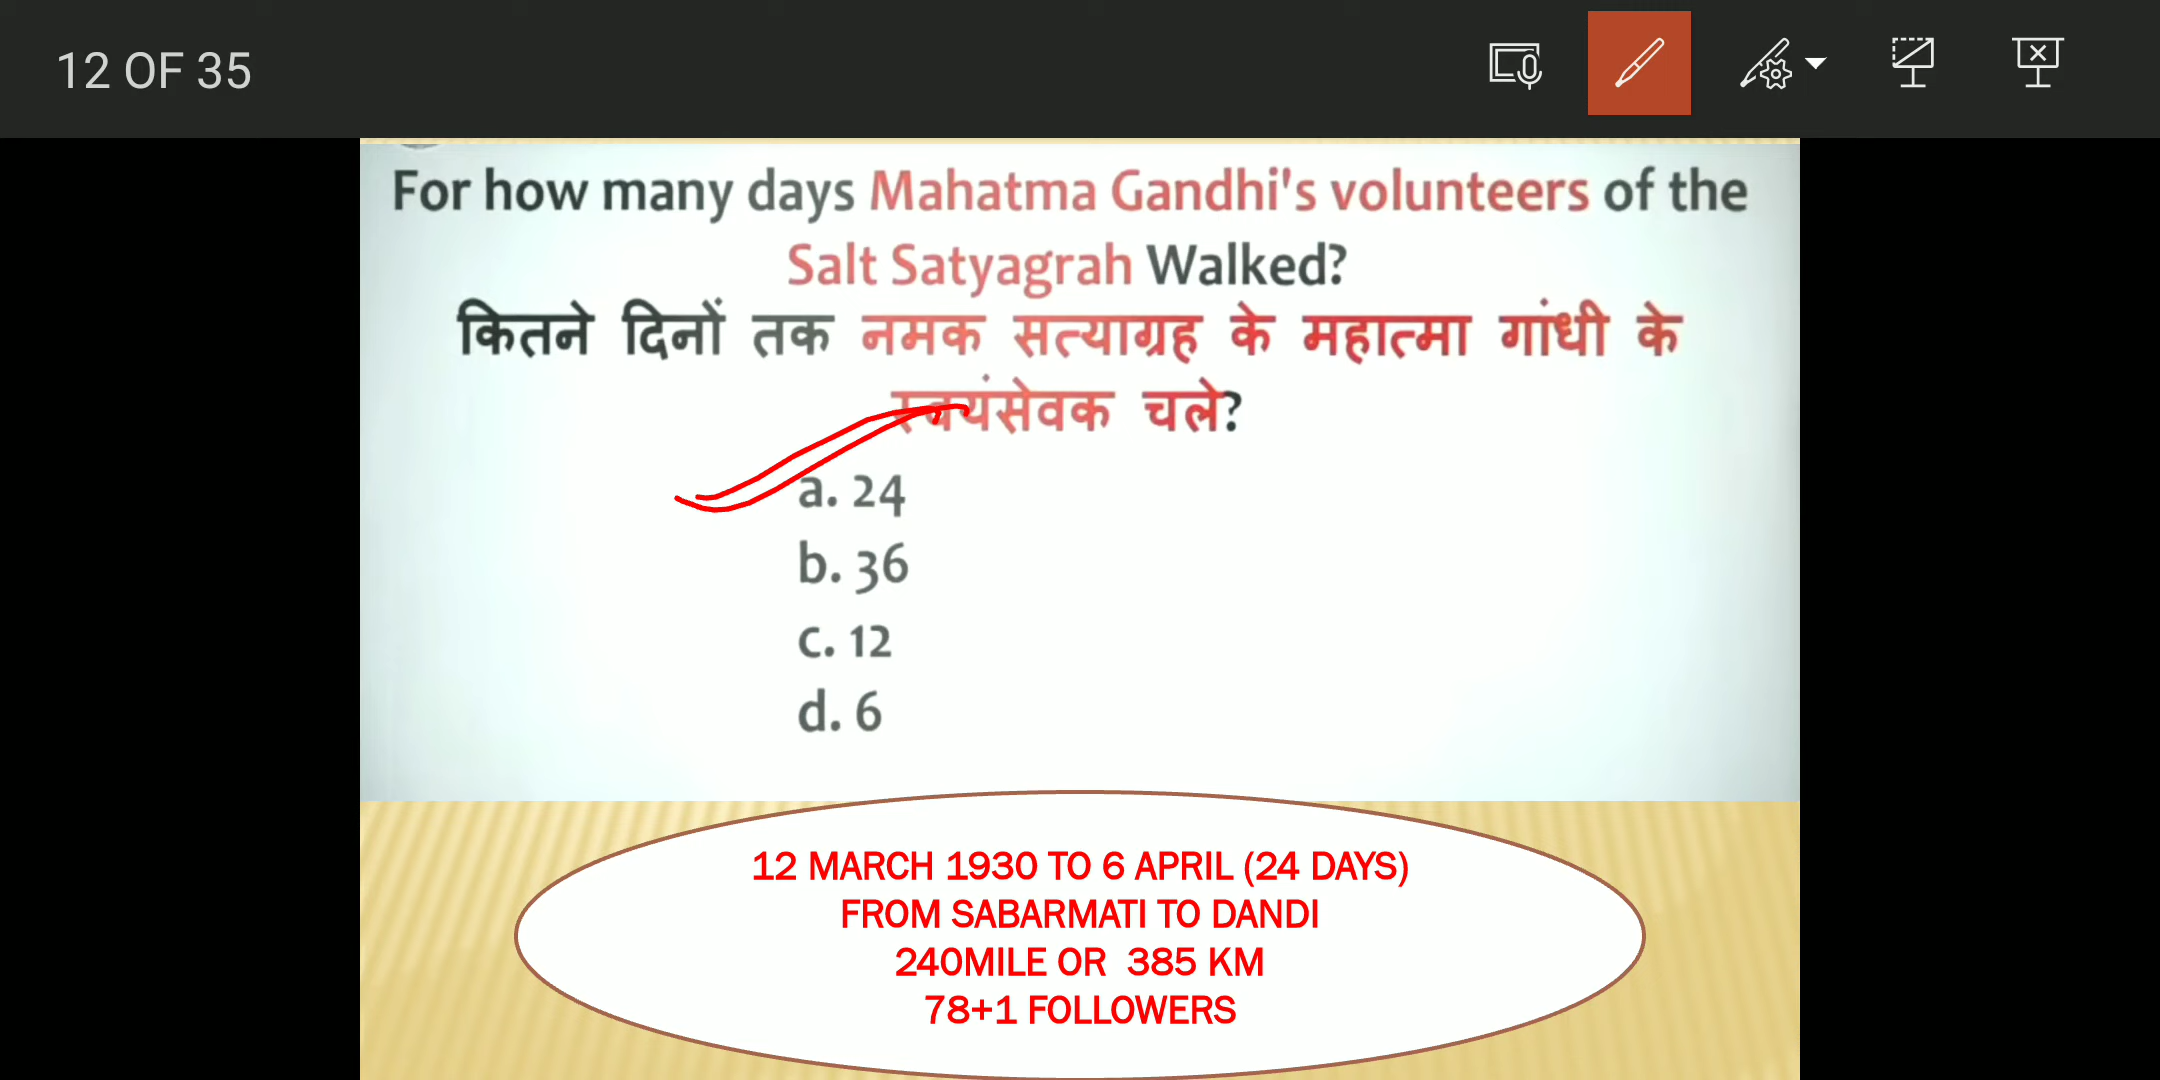 12 OF 35
For how many days Mahatma Gandhi's volunteers of the
Salt Satyagrah Walked?
कितने दिनों तक नमक सत्याग्रह के महात्मा गांधी के
स्वयंसेवक चले?
a. 24
b. 36
c. 12
d. 6
12 MARCH 1930 TO 6 APRIL (24 DAYS)
FROM SABARMATI TO DANDI
240MILE OR 385 KM
78+1 FOLLOWERS